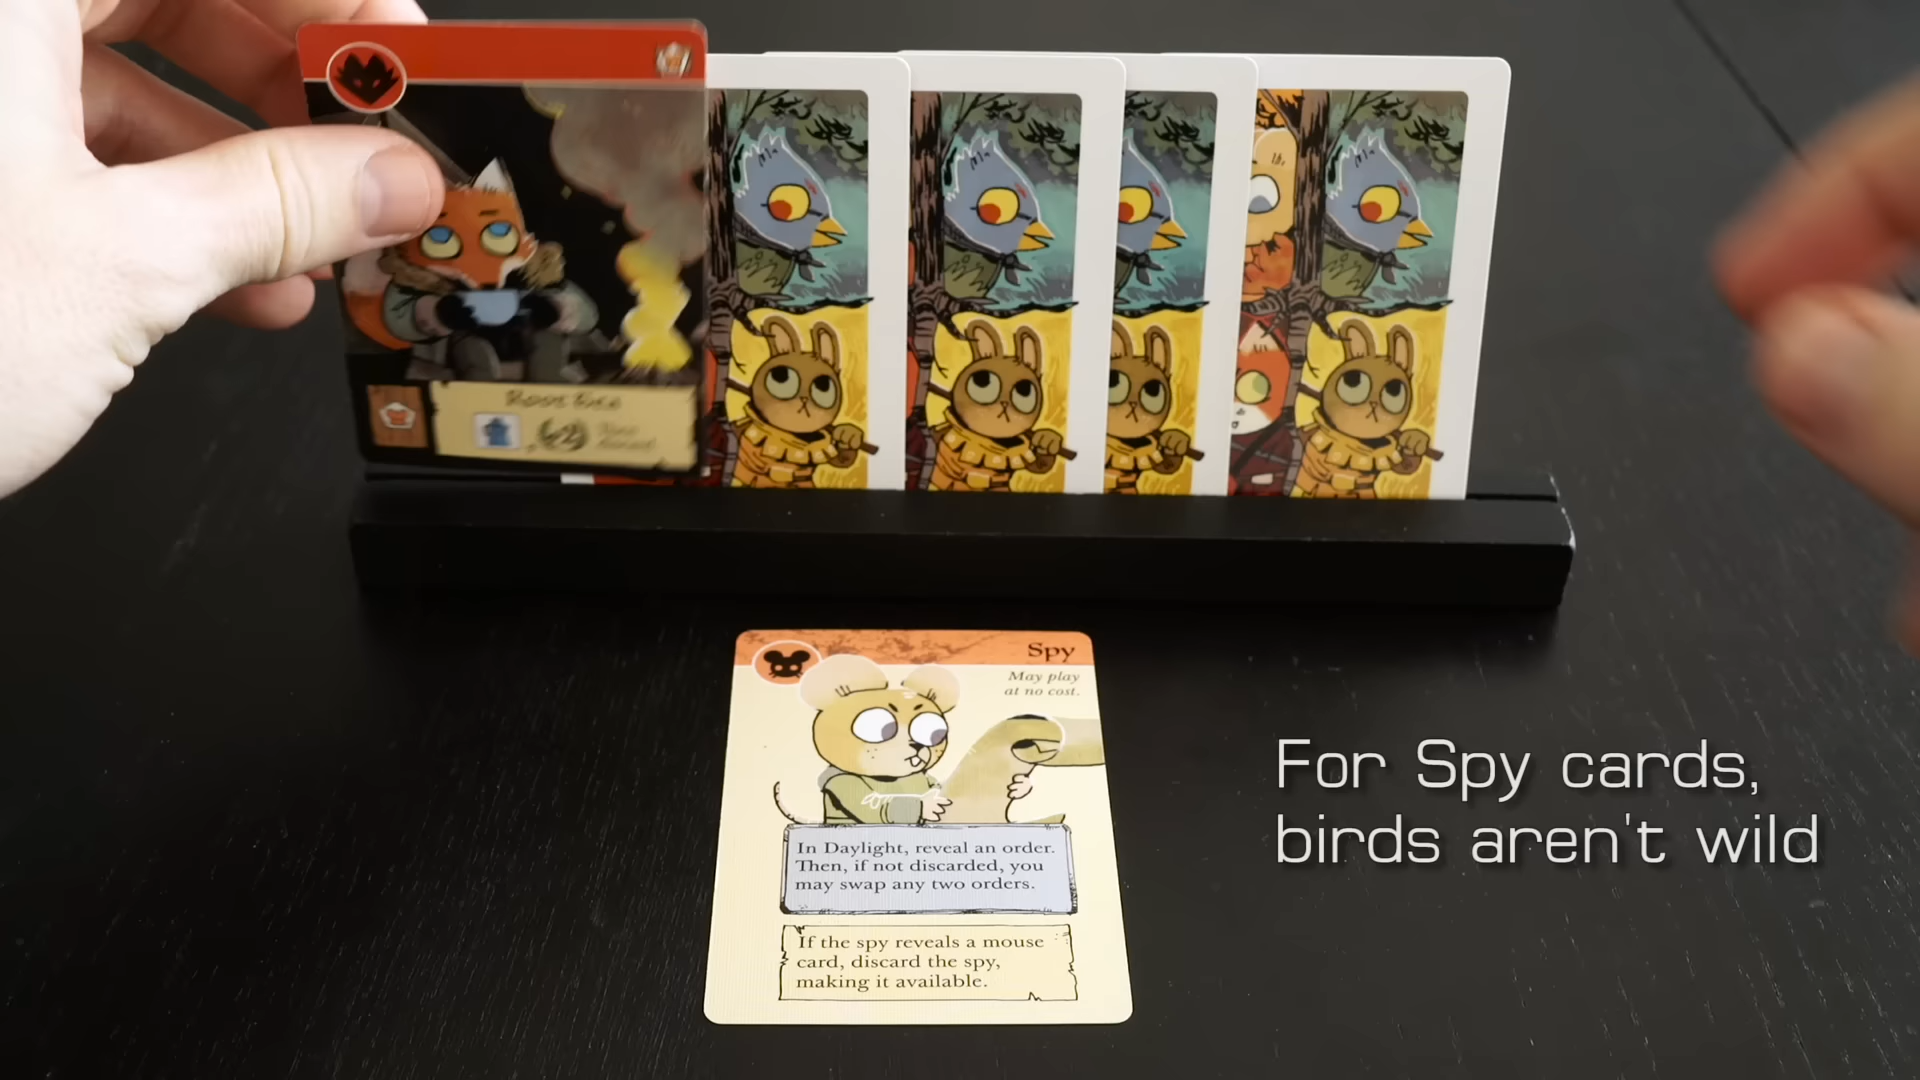 Root Tea
Spy
May play
at no cost.
In Daylight, reveal an order.
Then, if not discarded, you
may swap any two orders.
If the spy reveals a mouse
card, discard the spy,
making it available.
For Spy cards,
birds aren't wild